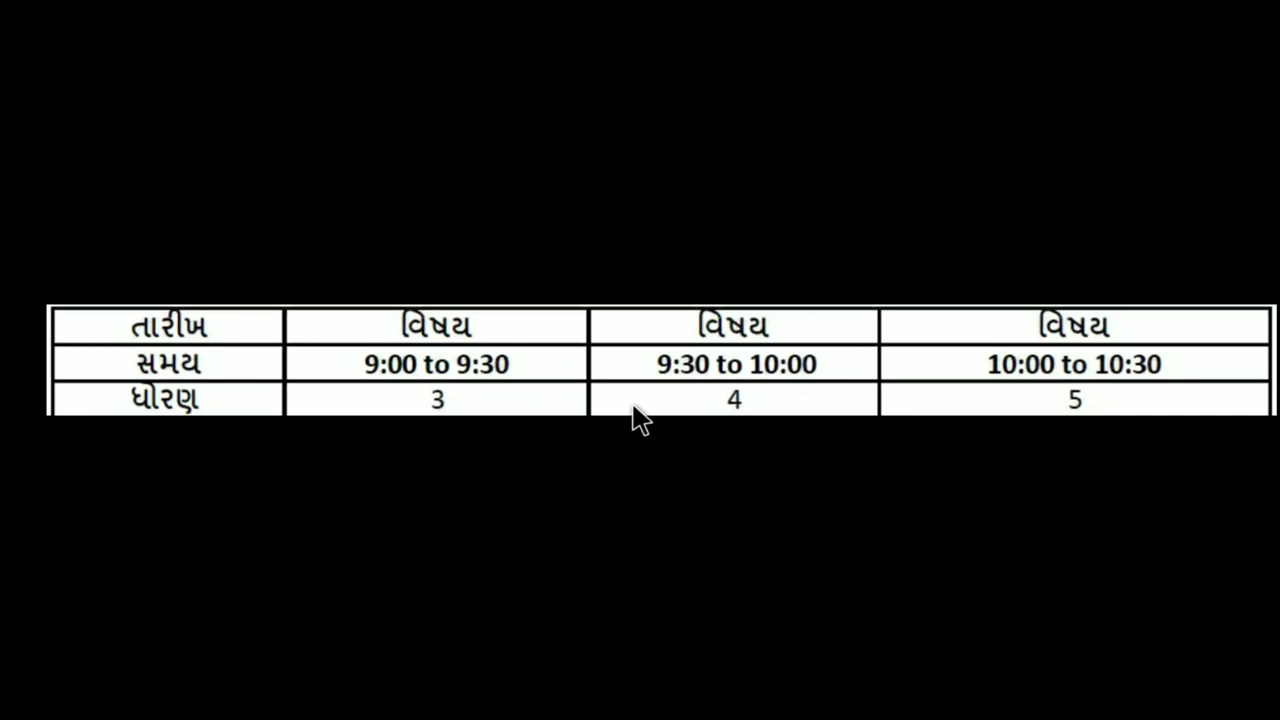 તારીખ વિષય વિષય વિષય
સમય 9:00 to 9:30 9:30 to 10:00 10:00 to 10:30
ધોરણ 3 4 5